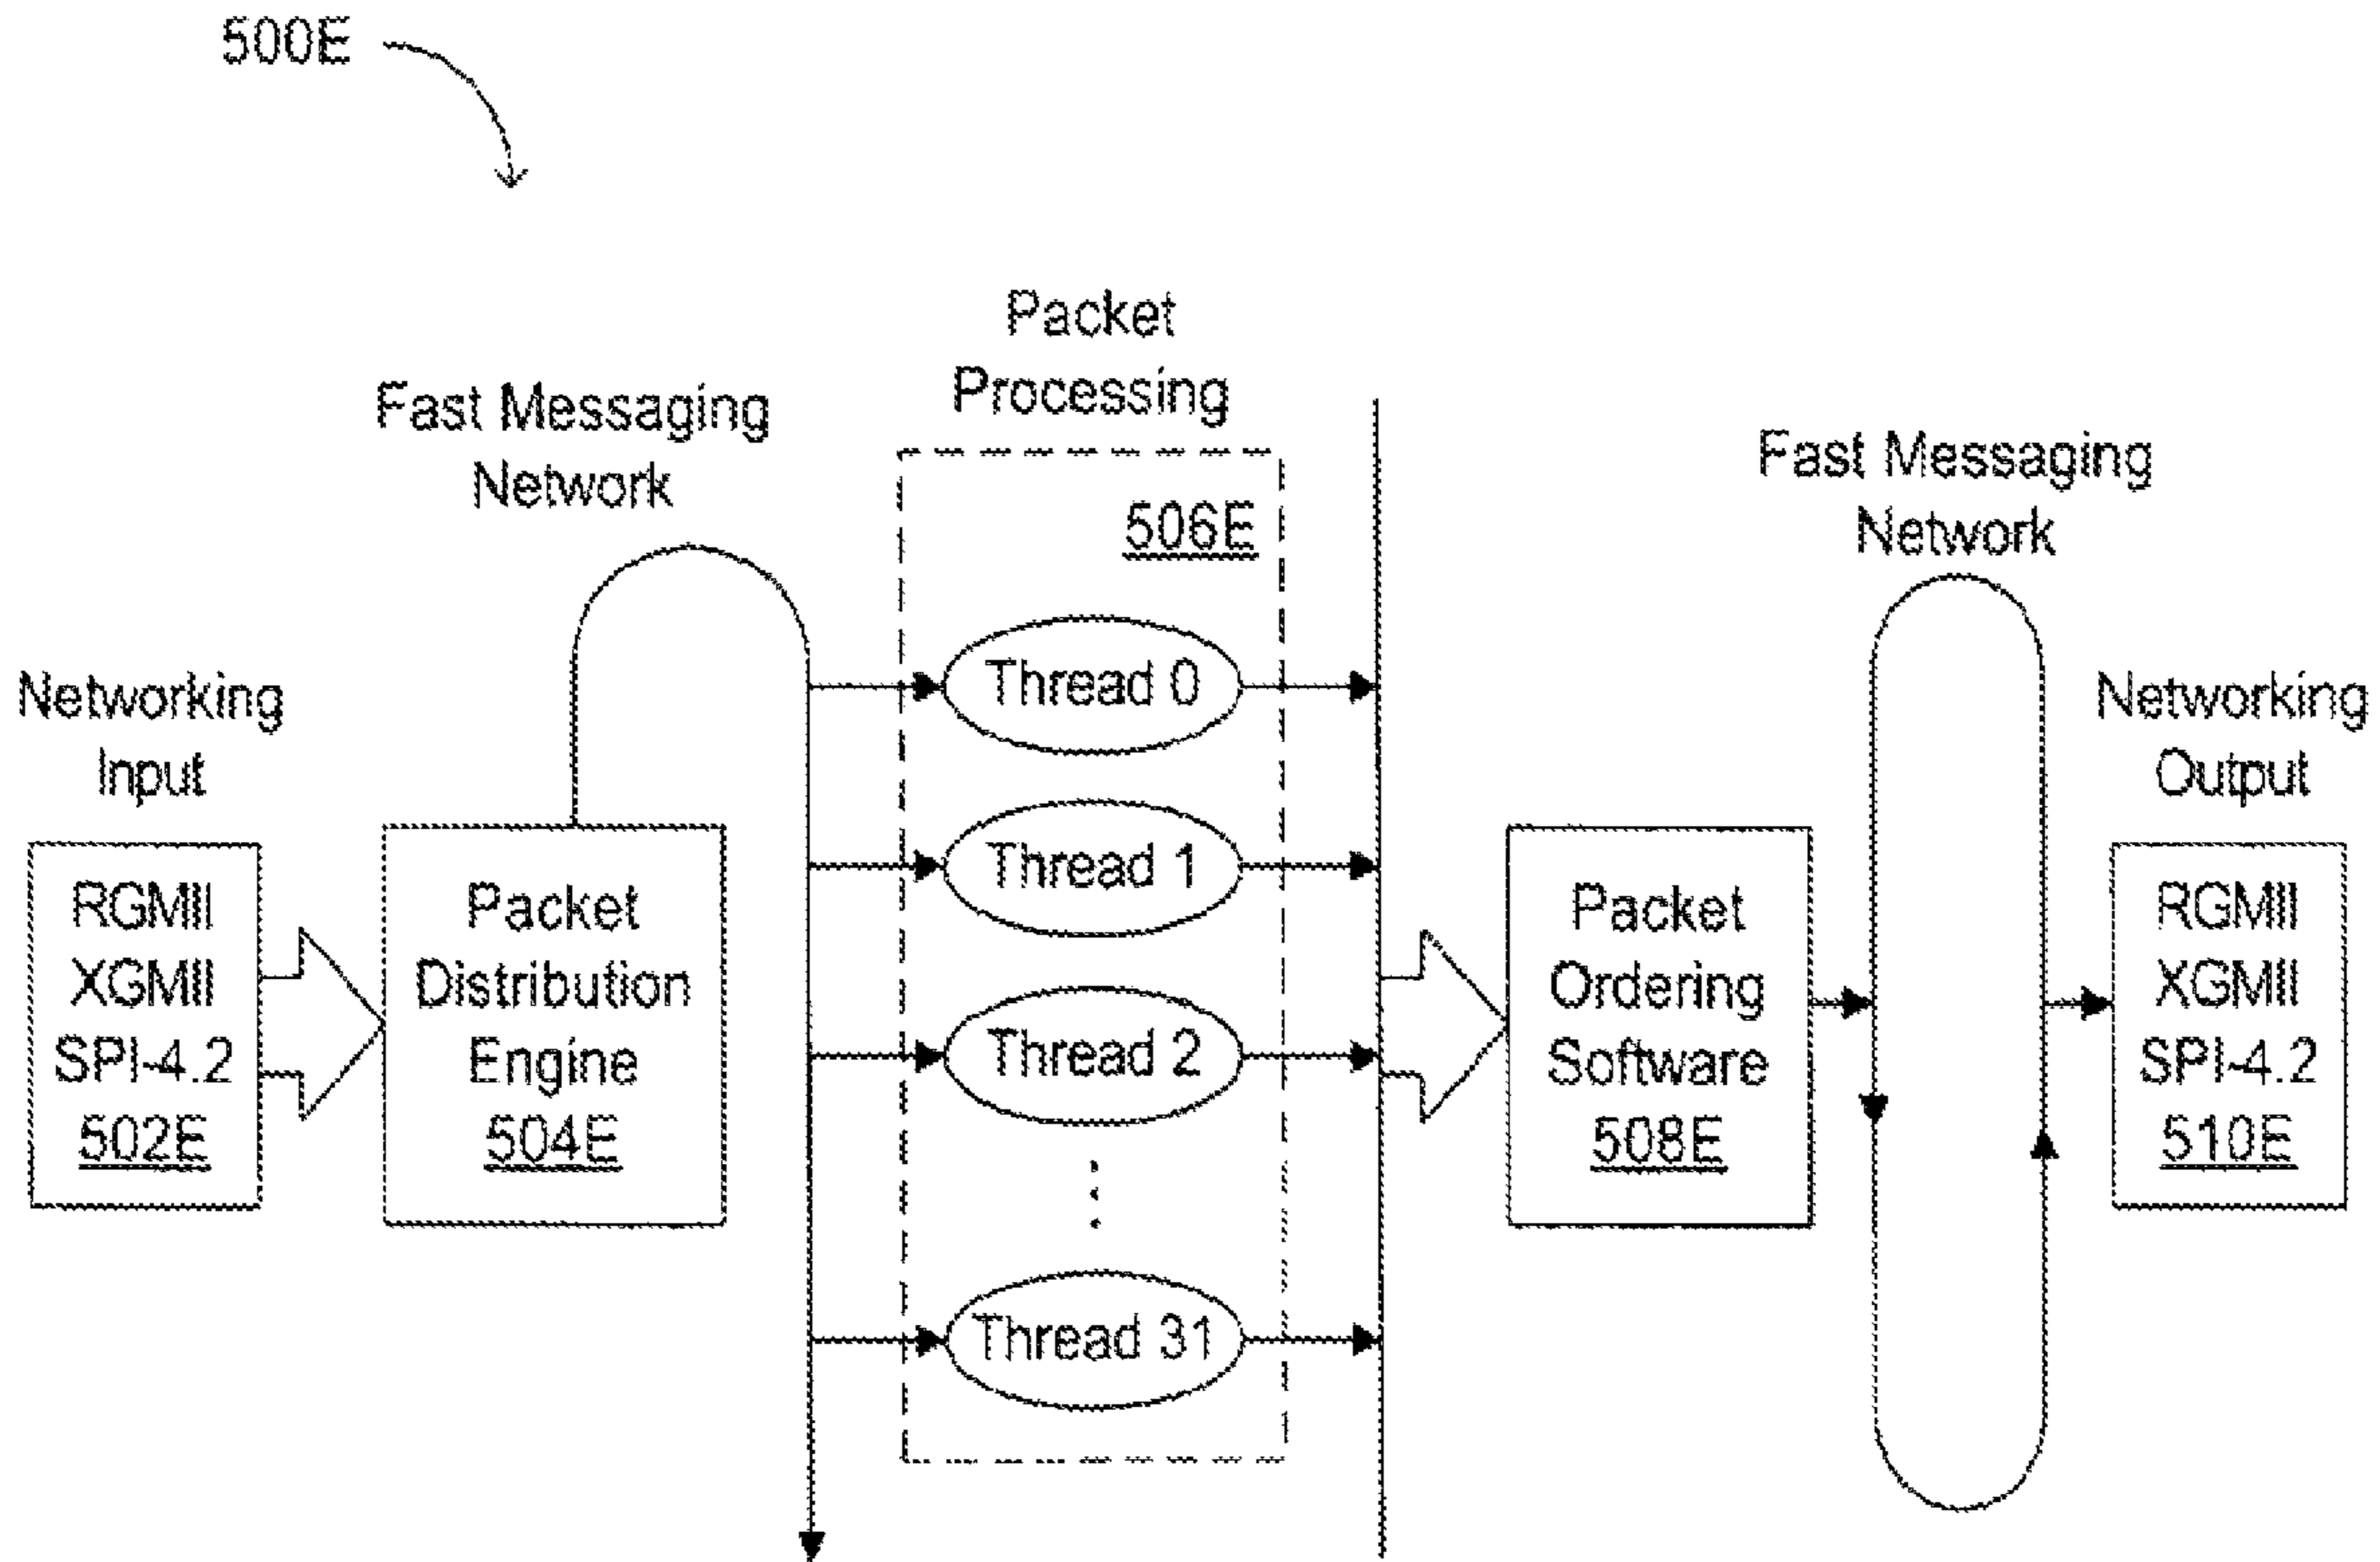 500E
Packet
Processing
Fast Messaging
Network
Fast Messaging
Network
506E
Networking
Input
Thread 0
Thread 1
Thread 2
Thread 31
Networking
Output
RGMII
XGMII
SPI-4.2
502E
Packet
Distribution
Engine
504E
Packet
Ordering
Software
508E
RGMII
XGMII
SPI-4.2
510E